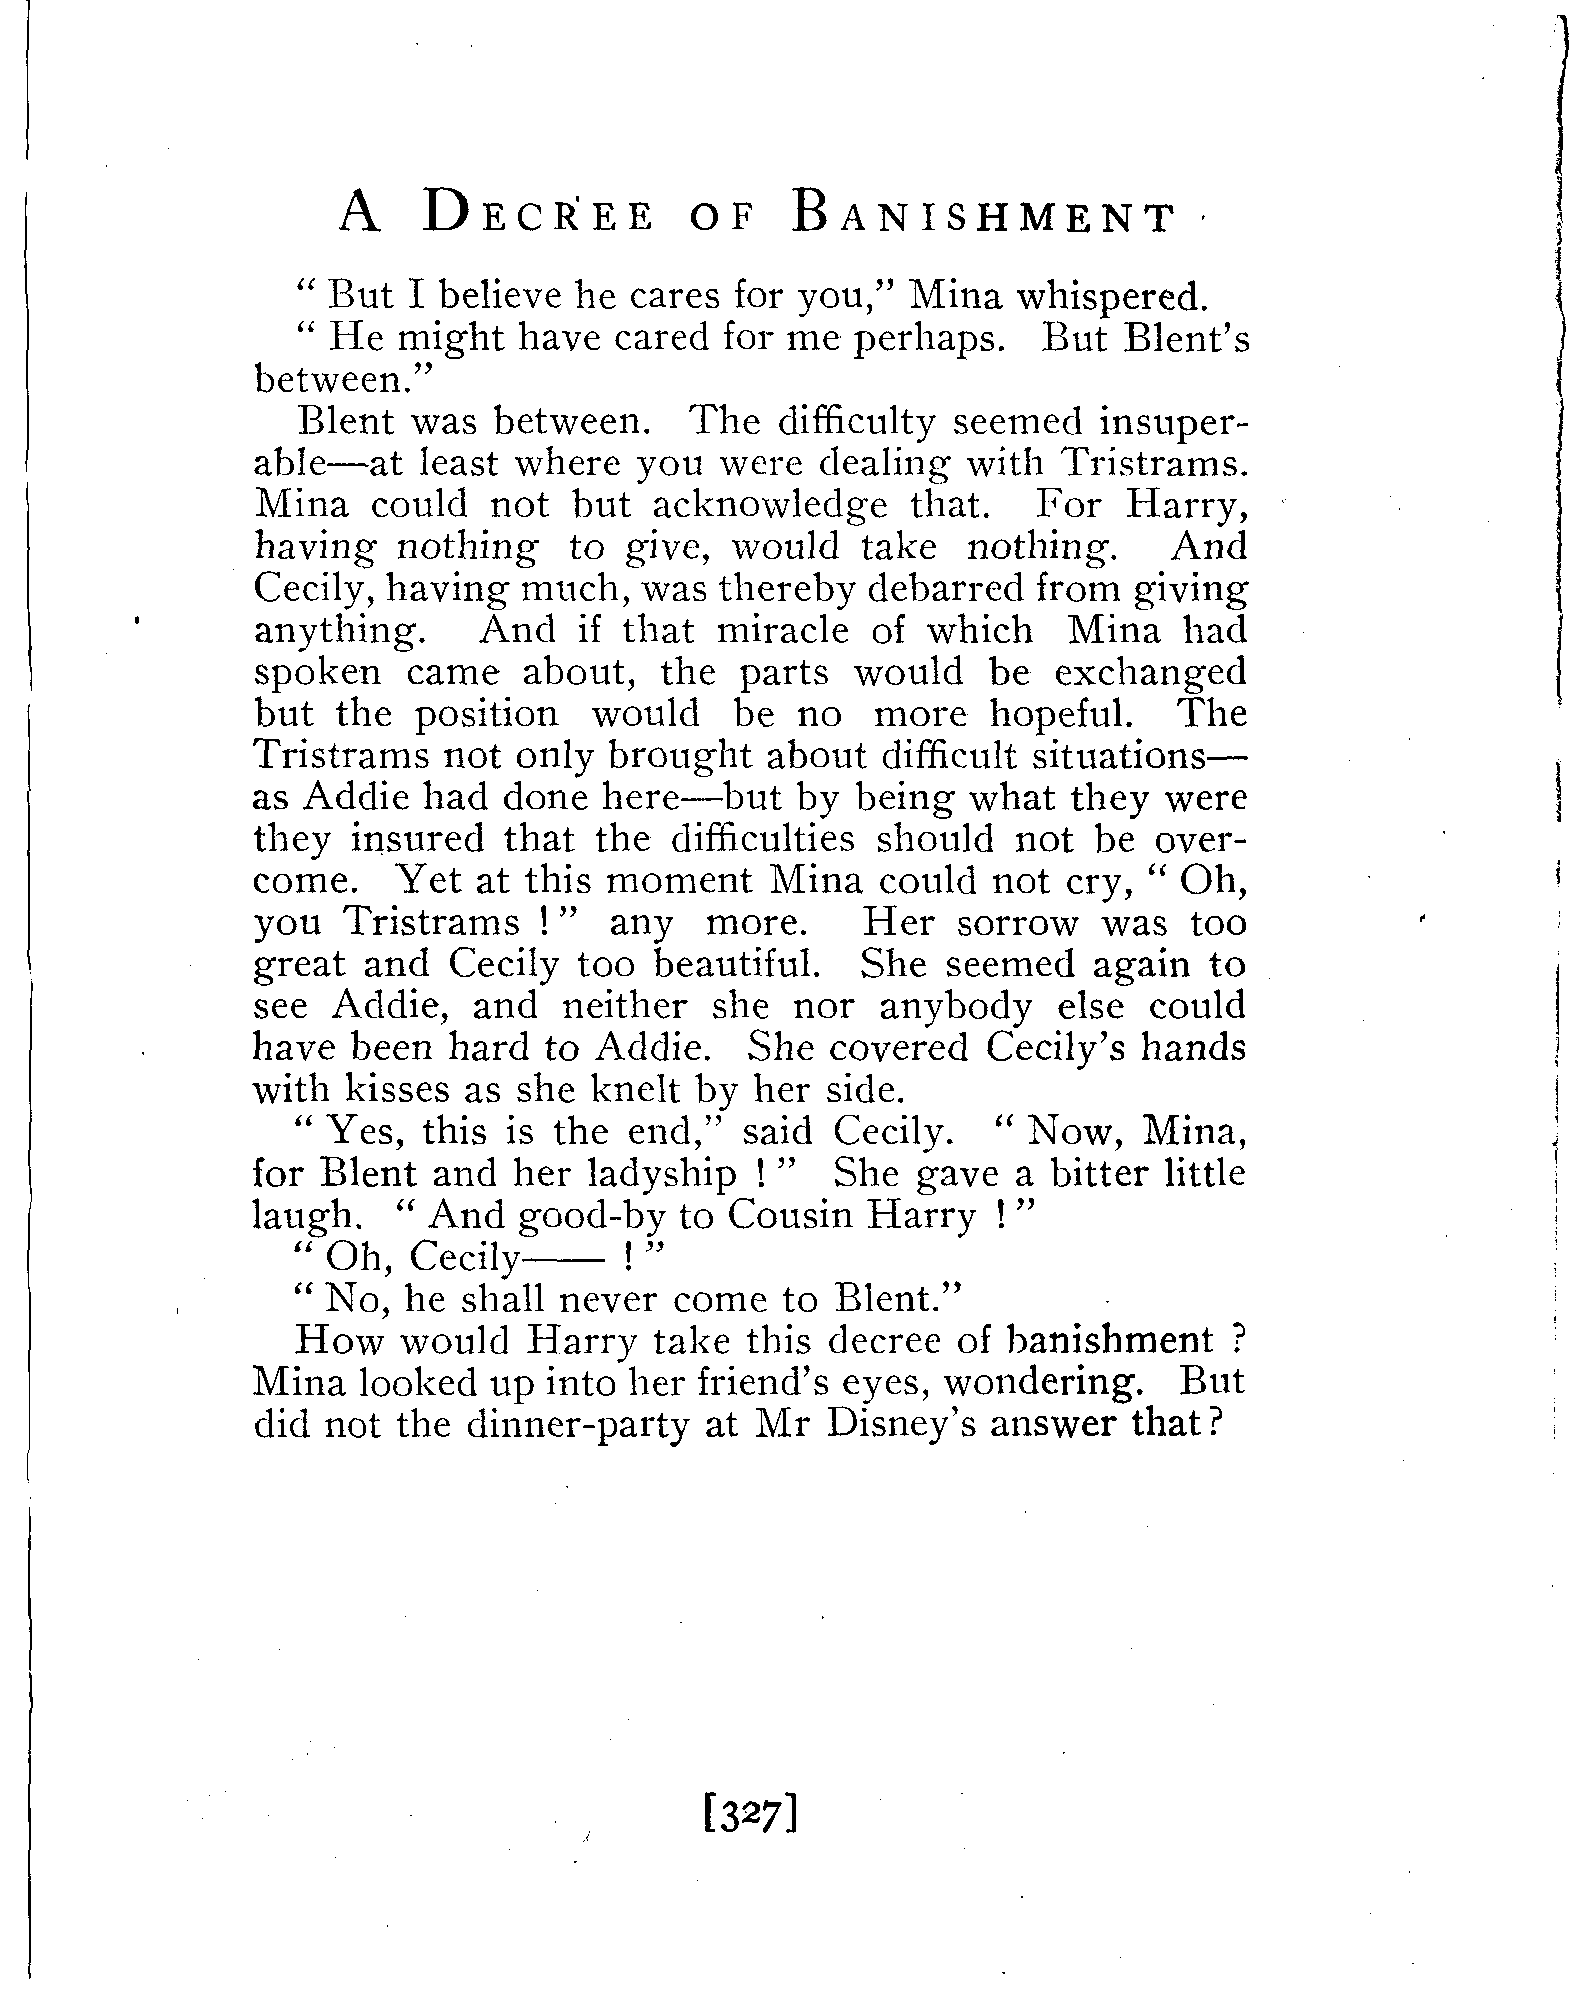 A DECREE OF BANISHMENT
“ But I believe he cares for you,” Mina whispered.
“ He might have cared for me perhaps. But Blent’s
between.”
Blent was between. The difficulty seemed insuper-
able—at least where you were dealing with Tristrams.
Mina could not but acknowledge that. For Harry,
having nothing to give, would take nothing. And
Cecily, having much, was thereby debarred from giving
anything. And if that miracle of which Mina had
spoken came about, the parts would be exchanged
but the position would be no more hopeful. The
Tristrams not only brought about difficult situations—
as Addie had done here—but by being what they were
they insured that the difficulties should not be over-
come. Yet at this moment Mina could not cry, “ Oh,
you Tristrams ! ” any more. Her sorrow was too
great and Cecily too beautiful. She seemed again to
see Addie, and neither she nor anybody else could
have been hard to Addie. She covered Cecily’s hands
with kisses as she knelt by her side.
“ Yes, this is the end,” said Cecily. “ Now, Mina,
for Blent and her ladyship ! ” She gave a bitter little
laugh. “ And good-by to Cousin Harry ! ”
“ Oh, Cecily—— ! ”
“ No, he shall never come to Blent.”
How would Harry take this decree of banishment ?
Mina looked up into her friend’s eyes, wondering. But
did not the dinner-party at Mr Disney’s answer that ?
[327]